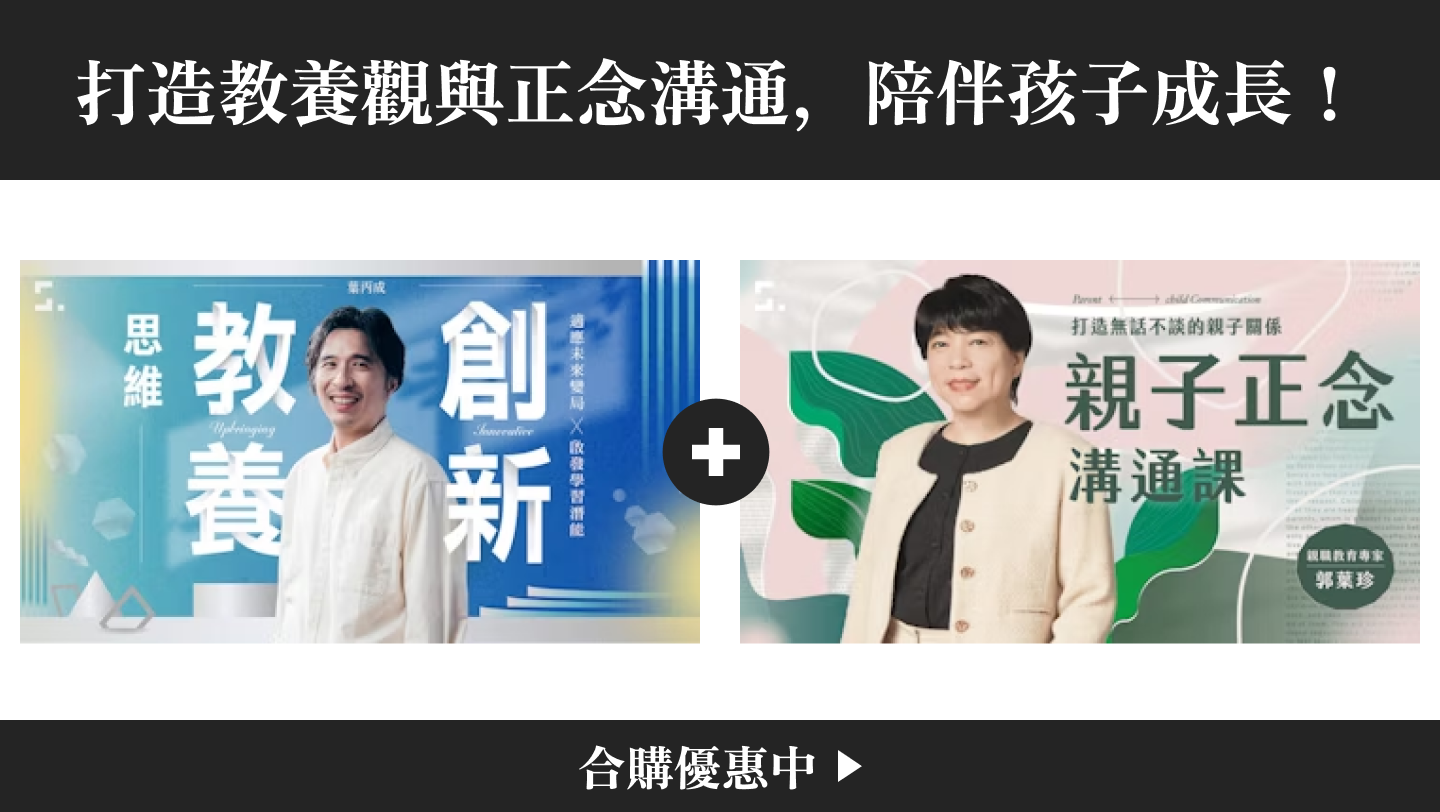 打造教養觀與正念溝通，陪伴孩子成長！
葉丙成
思維
教養
Upbringing
創新
Innovative
適應未來變局╳啟發學習潛能
Parent ⟷ child Communication
打造無話不談的親子關係
親子正念
溝通課
親職教育專家
郭葉珍
合購優惠中 ▶